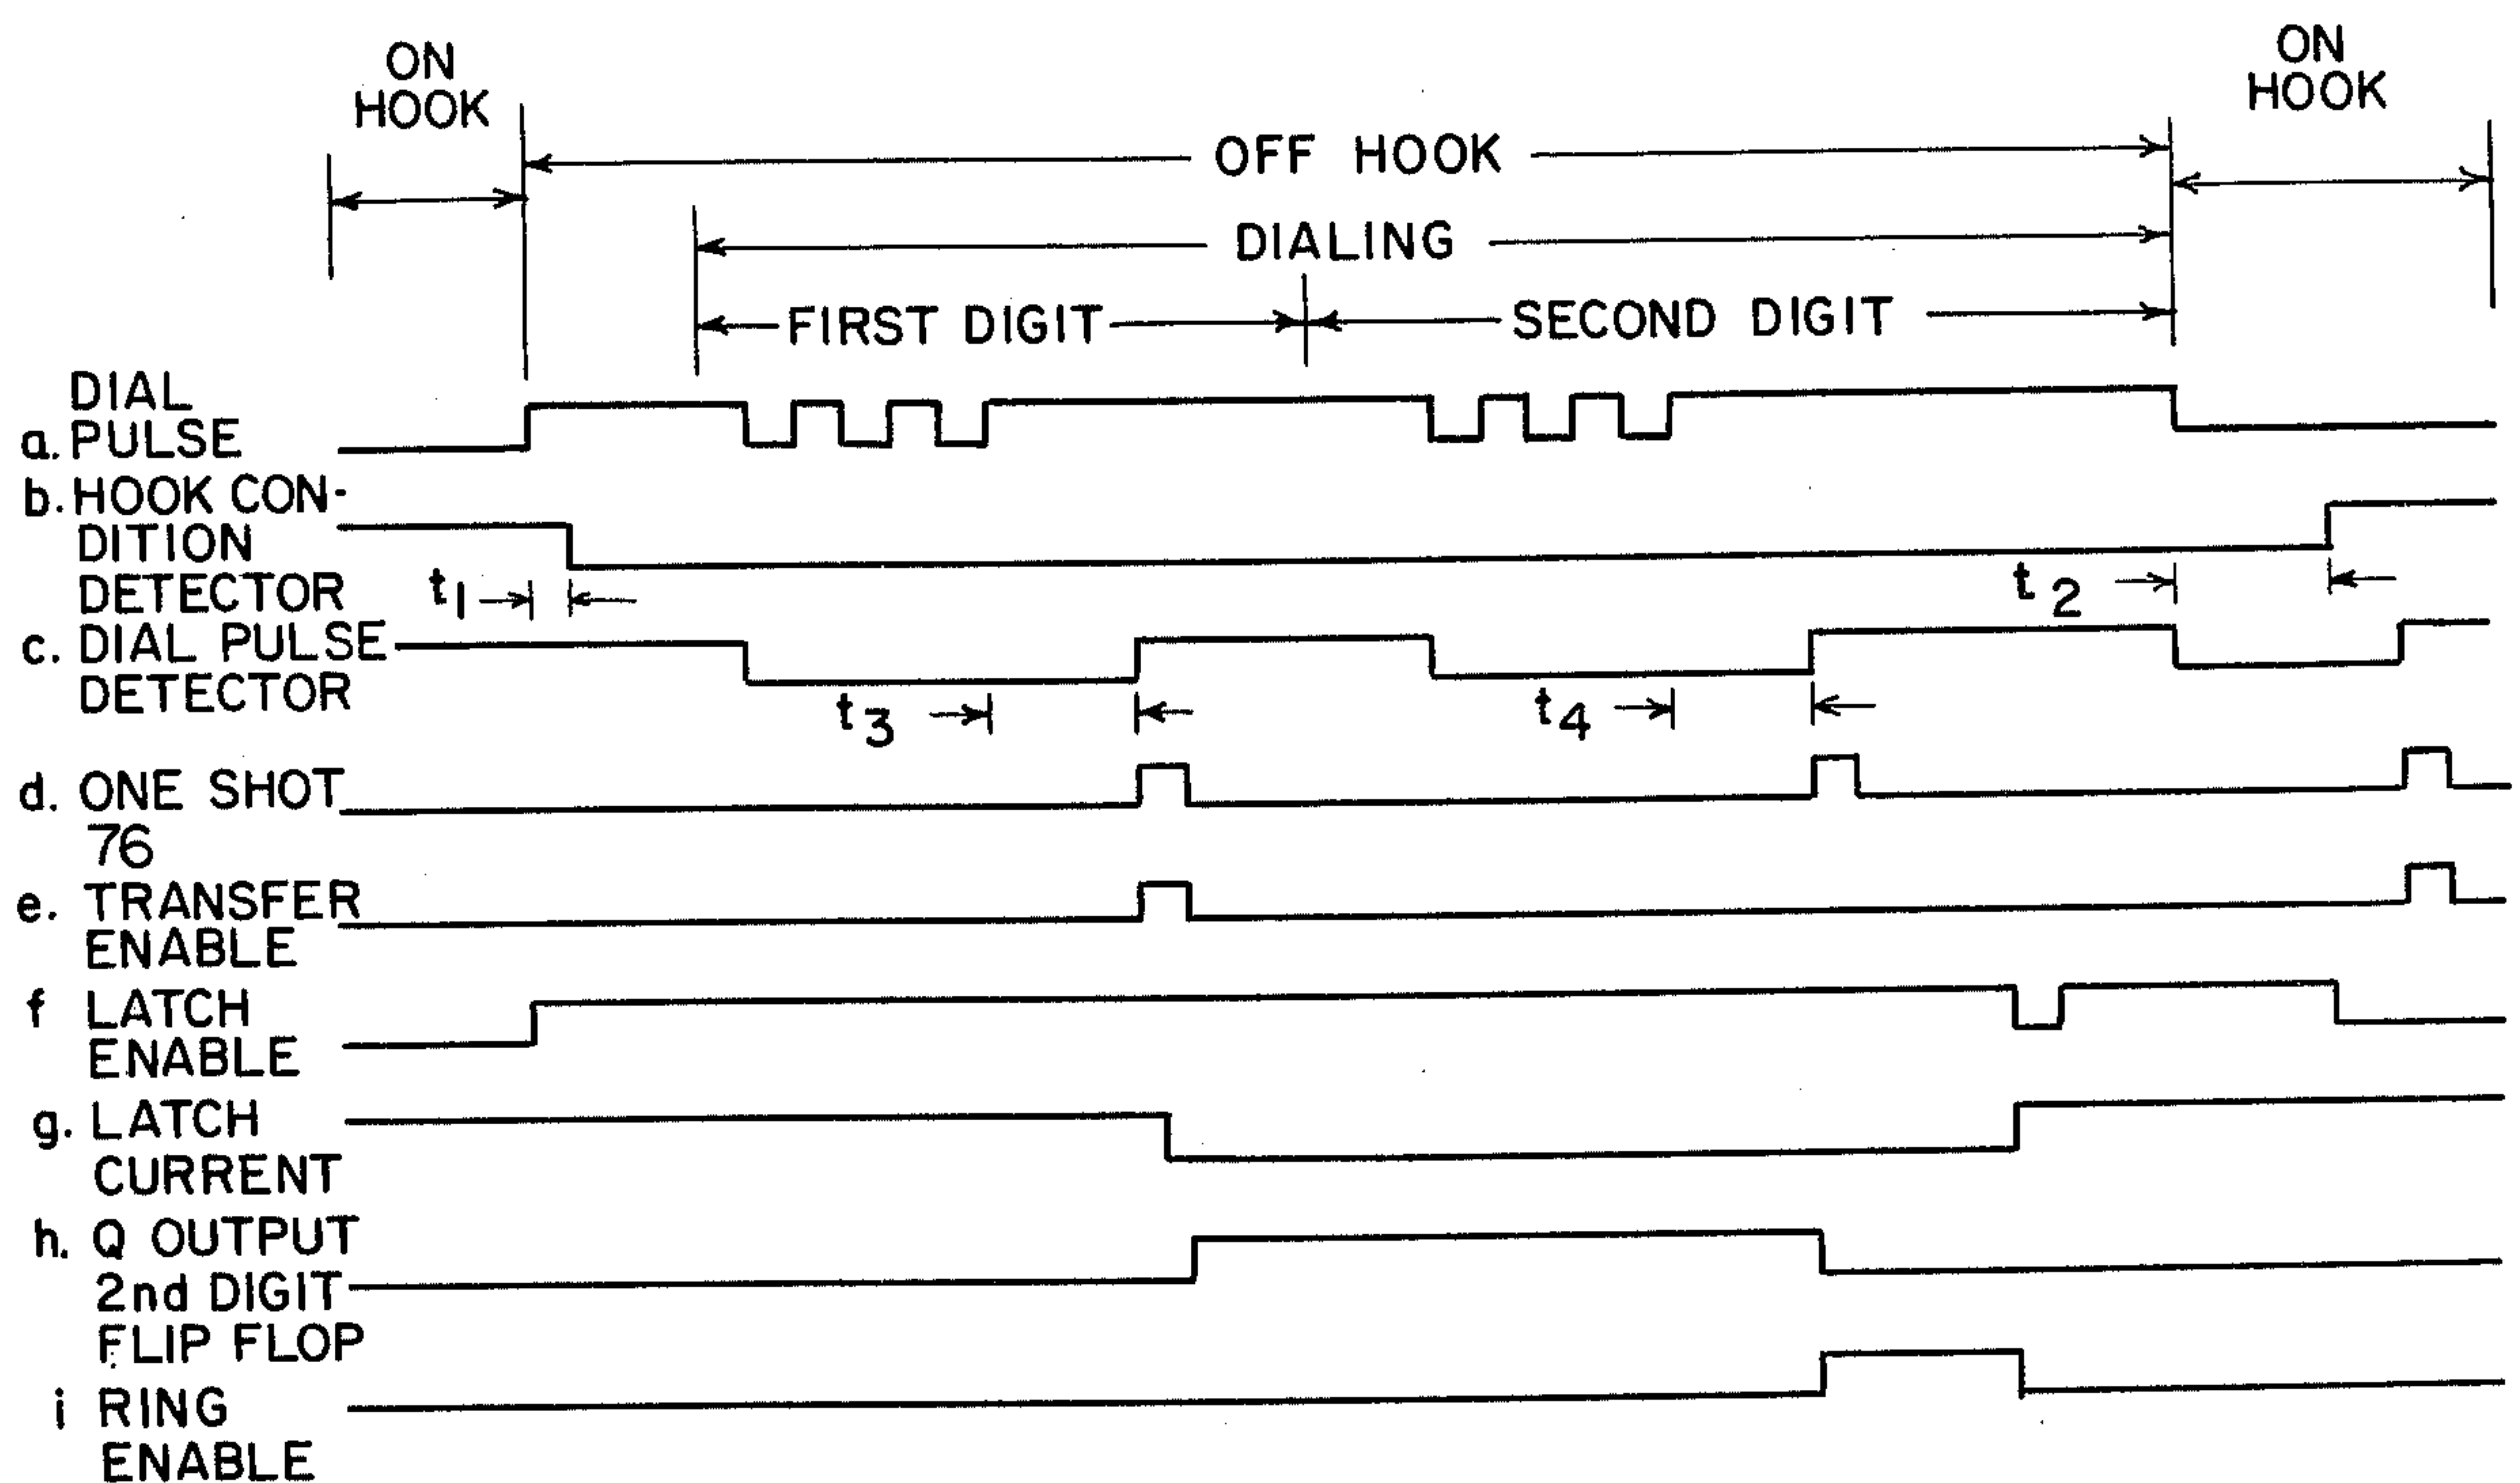 ON
HOOK
ON
HOOK
OFF HOOK
DIALING
FIRST DIGIT
SECOND DIGIT
DIAL
a. PULSE
b. HOOK CON-
DITION
DETECTOR
t1
t2
c. DIAL PULSE
DETECTOR
t3
t4
d. ONE SHOT
76
e. TRANSFER
ENABLE
f LATCH
ENABLE
g. LATCH
CURRENT
h. Q OUTPUT
2nd DIGIT
FLIP FLOP
i RING
ENABLE